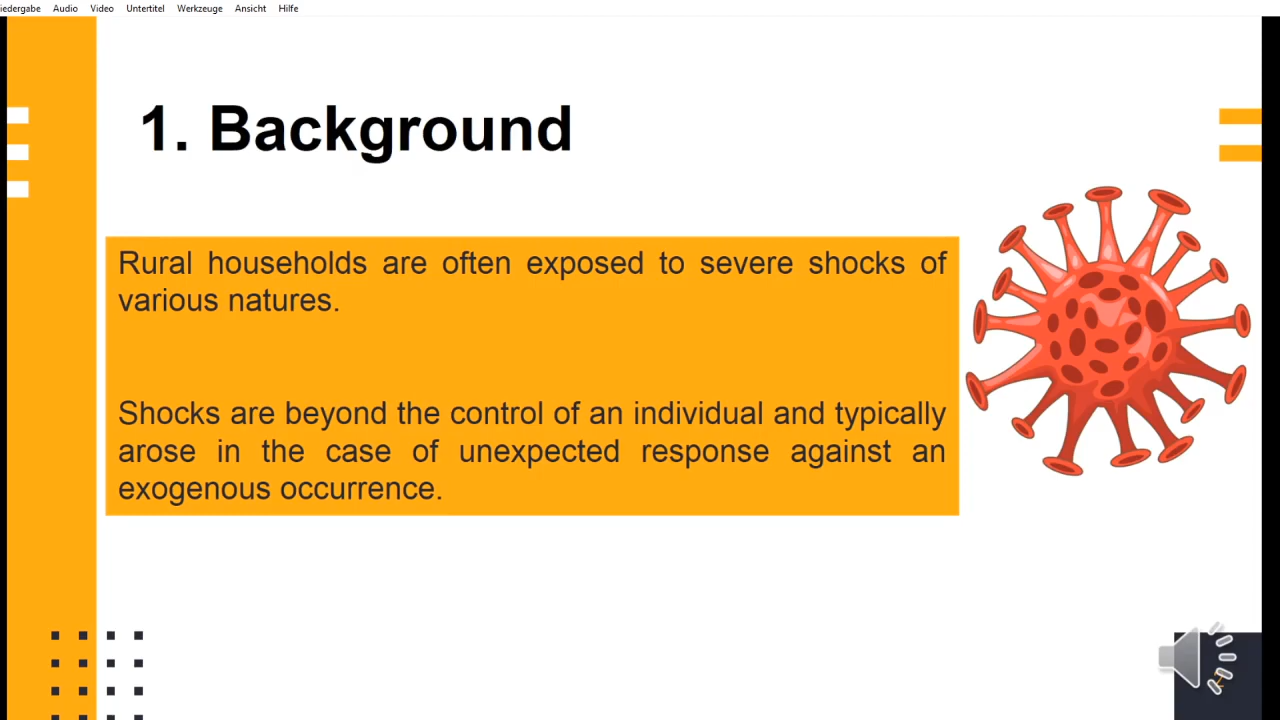 iedergabe Audio Video Untertitel Werkzeuge Ansicht Hilfe
1. Background
Rural households are often exposed to severe shocks of
various natures.
Shocks are beyond the control of an individual and typically
arose in the case of unexpected response against an
exogenous occurrence.